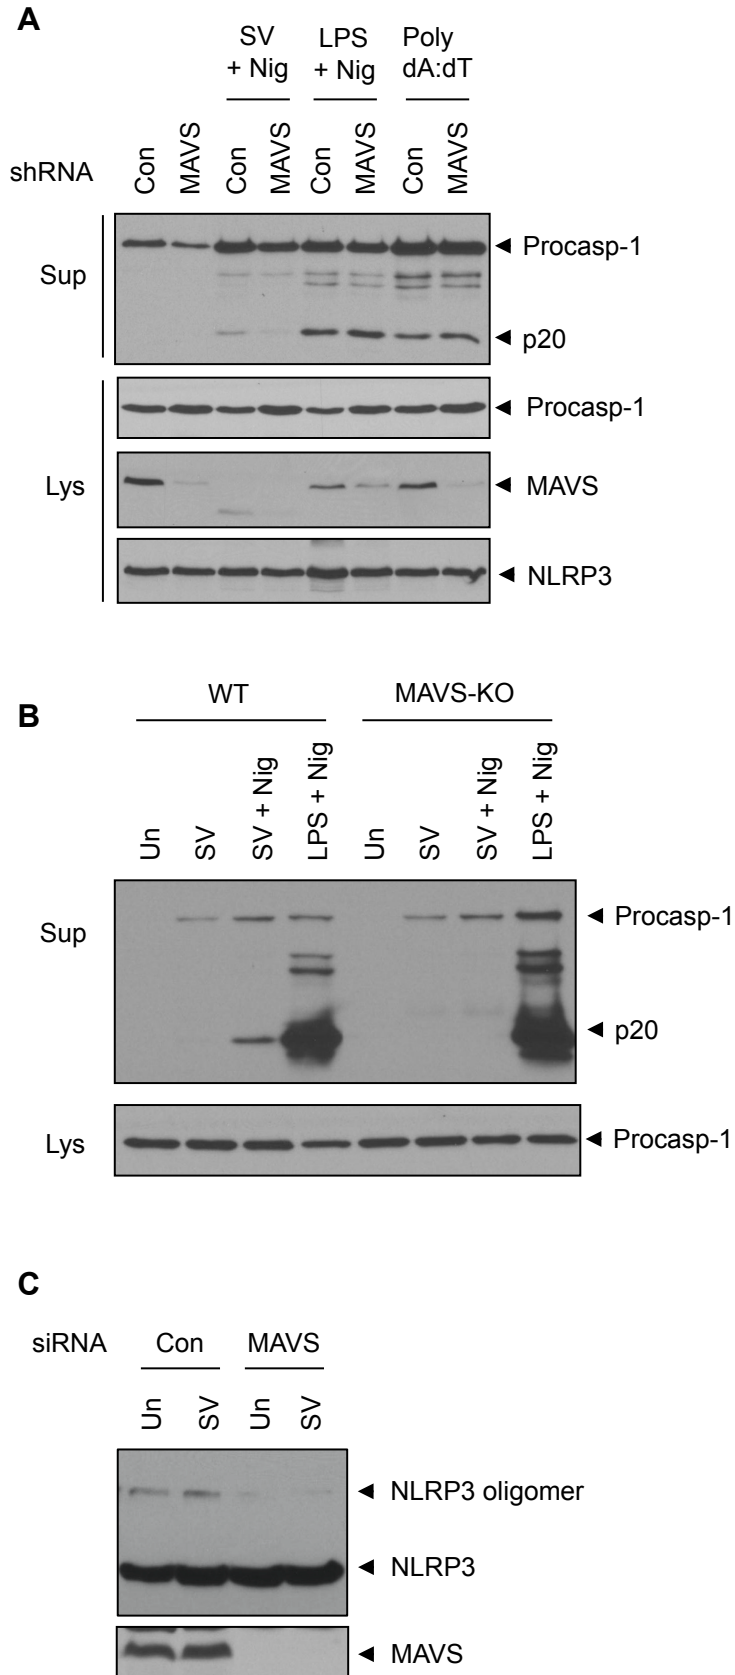 A
SV + Nig
LPS + Nig
Poly dA:dT
shRNA
Con MAVS Con MAVS Con MAVS Con MAVS
Sup
Procasp-1
p20
Procasp-1
Lys
MAVS
NLRP3
B
WT MAVS-KO
Un SV SV + Nig LPS + Nig Un SV SV + Nig LPS + Nig
Sup
Procasp-1
p20
Lys
Procasp-1
C
siRNA Con MAVS
Un SV Un SV
NLRP3 oligomer
NLRP3
MAVS